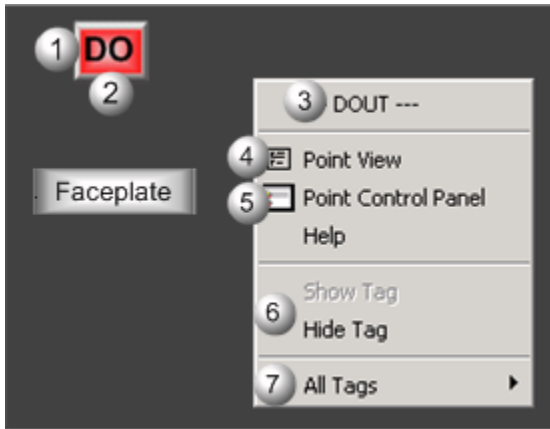 1 DO
2
3 DOUT ---
4 Point View
Faceplate
5 Point Control Panel
Help
Show Tag
6
Hide Tag
7 All Tags